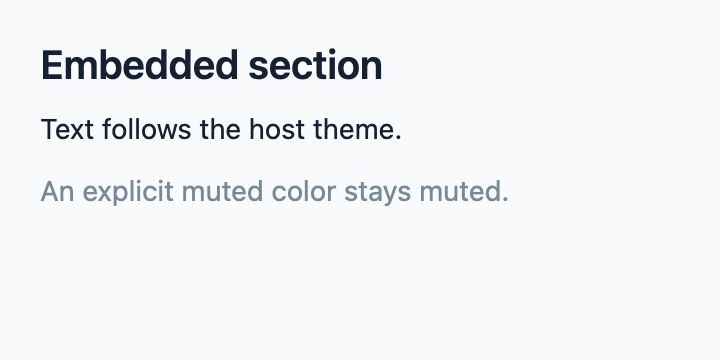 Embedded section
Text follows the host theme.
An explicit muted color stays muted.